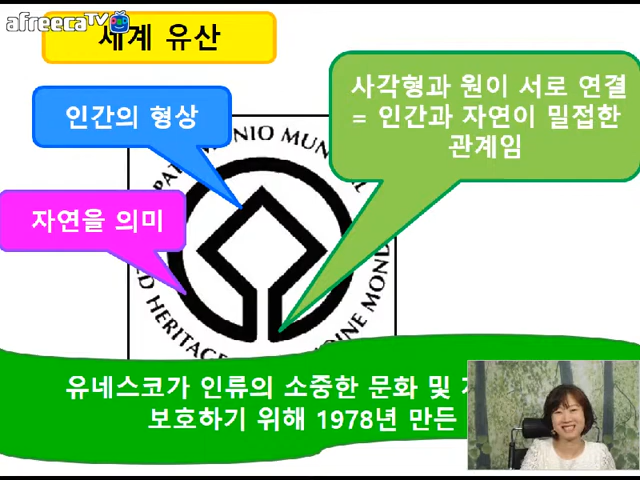 afreecaTV
세계 유산
사각형과 원이 서로 연결
= 인간과 자연이 밀접한
관계임
인간의 형상
자연을 의미
PATRIMONIO MUNDIAL
HERITAGE
MOINE MONDIAL
유네스코가 인류의 소중한 문화 및
보호하기 위해 1978년 만든